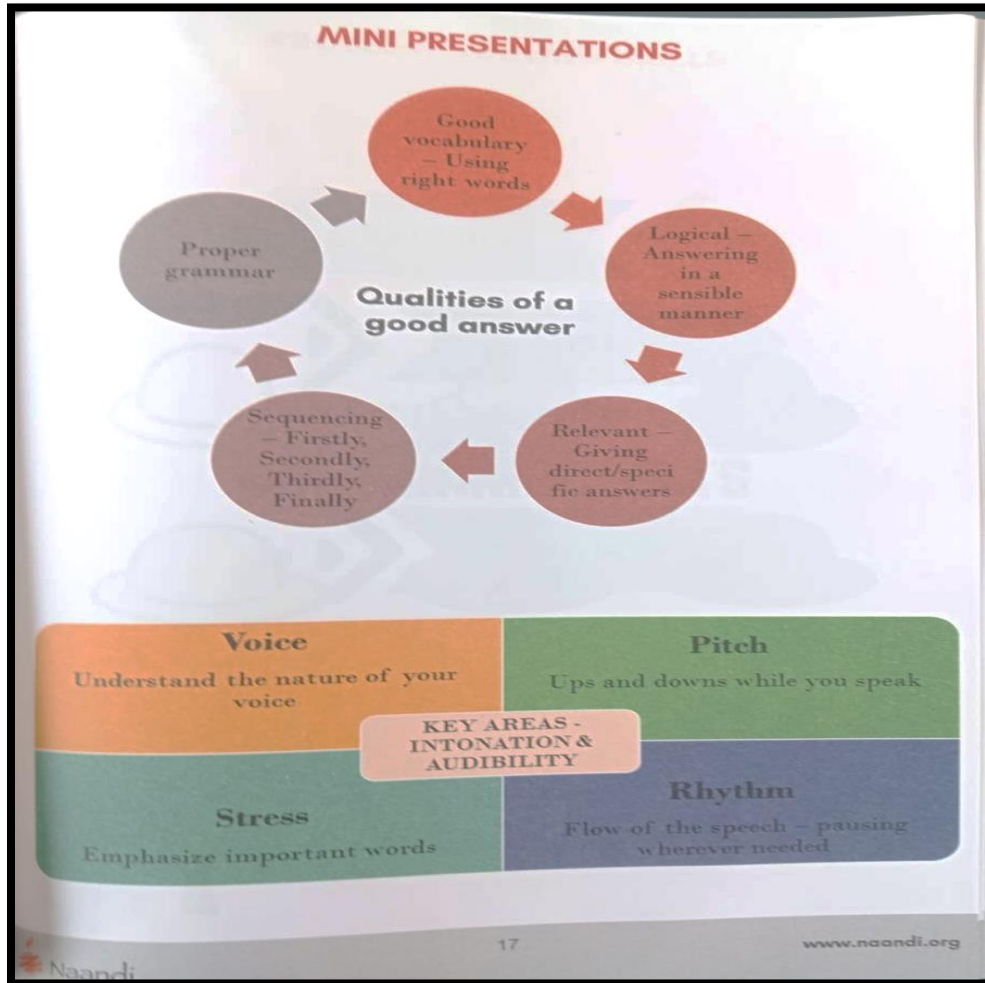 MINI PRESENTATIONS
Good
vocabulary
– Using
right words
Logical –
Answering
in a
sensible
manner
Relevant –
Giving
direct/speci
fic answers
Sequencing
– Firstly,
Secondly,
Thirdly,
Finally
Proper
grammar
Qualities of a
good answer
Voice
Understand the nature of your
voice
Pitch
Ups and downs while you speak
KEY AREAS -
INTONATION &
AUDIBILITY
Stress
Emphasize important words
Rhythm
Flow of the speech – pausing
wherever needed
Naandi
17
www.naandi.org